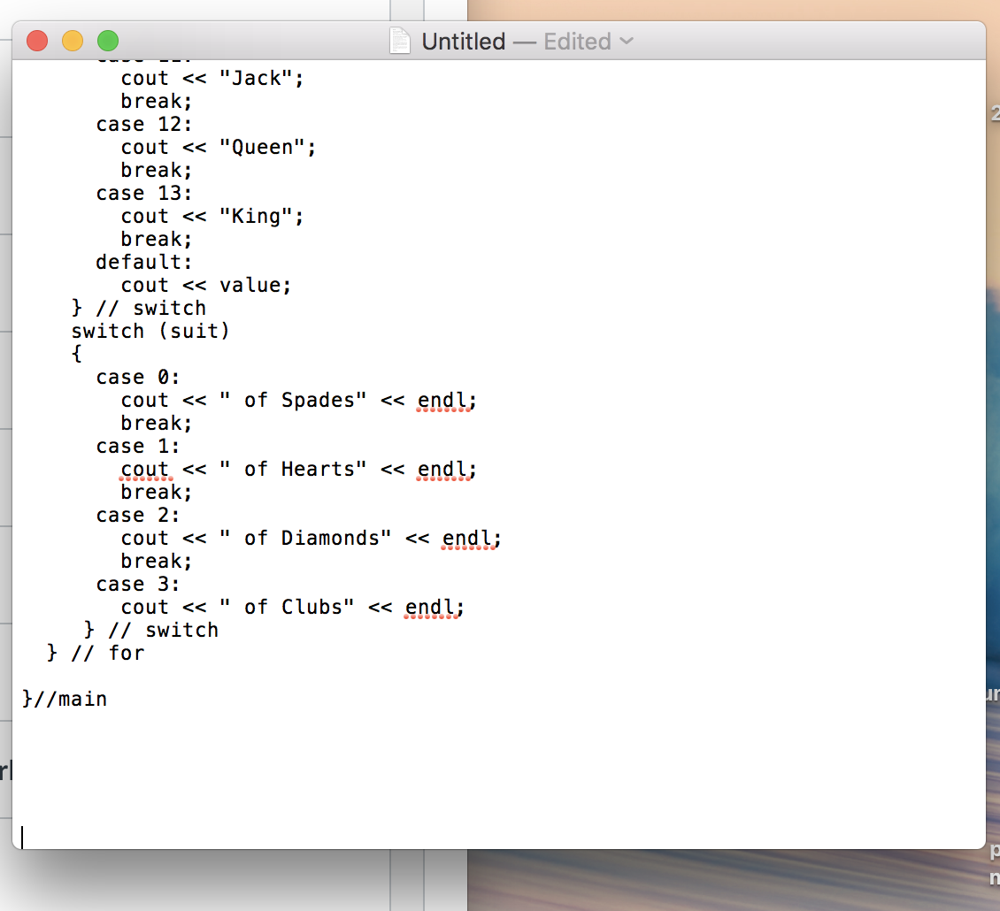 Untitled — Edited
cout << "Jack";
break;
case 12:
cout << "Queen";
break;
case 13:
cout << "King";
break;
default:
cout << value;
} // switch
switch (suit)
{
case 0:
cout << " of Spades" << endl;
break;
case 1:
cout << " of Hearts" << endl;
break;
case 2:
cout << " of Diamonds" << endl;
break;
case 3:
cout << " of Clubs" << endl;
} // switch
} // for
}//main